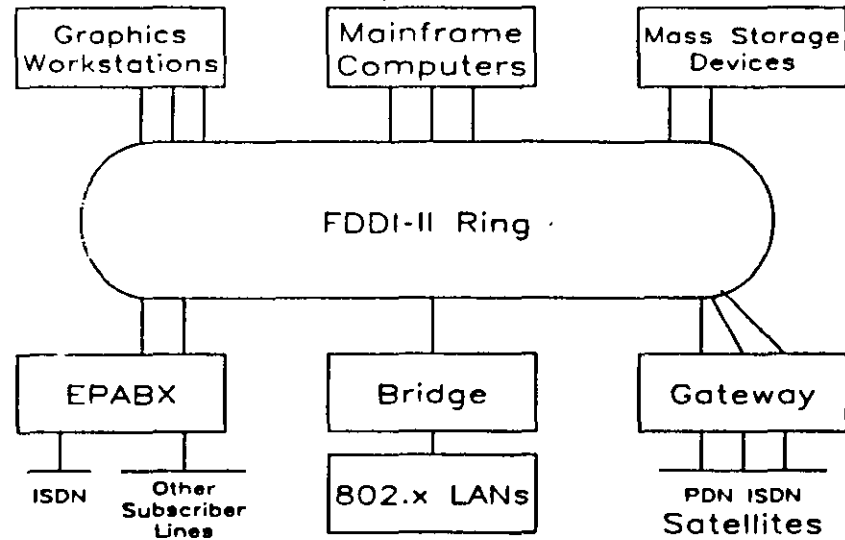 Graphics
Workstations
Mainframe
Computers
Mass Storage
Devices
FDDI-II Ring
EPABX
Bridge
Gateway
ISDN
Other
Subscriber
Lines
802.x LANs
PDN ISDN
Satellites